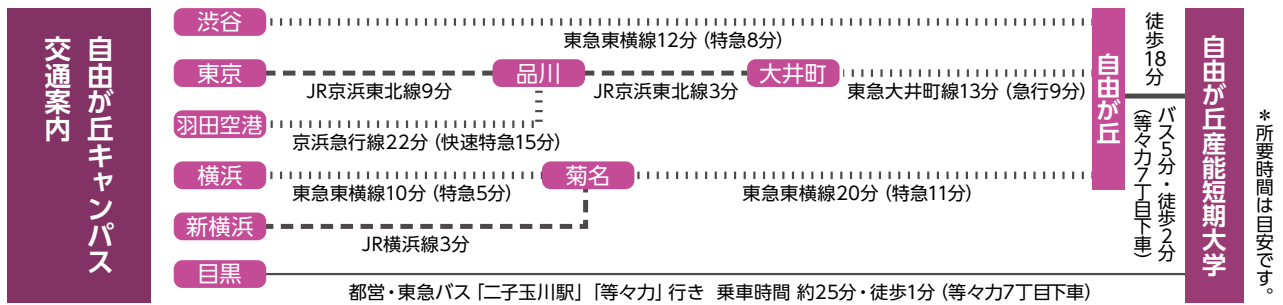 自由が丘キャンパス
交通案内
渋谷
東急東横線12分（特急8分）
東京
JR京浜東北線9分
品川
JR京浜東北線3分
大井町
東急大井町線13分（急行9分）
羽田空港
京浜急行線22分（快速特急15分）
横浜
東急東横線10分（特急5分）
菊名
東急東横線20分（特急11分）
新横浜
JR横浜線3分
目黒
都営・東急バス「二子玉川駅」「等々力」行き 乗車時間 約25分・徒歩1分（等々力7丁目下車）
自由が丘
徒歩18分
バス5分・徒歩2分
（等々力7丁目下車）
自由が丘産能短期大学
＊所要時間は目安です。